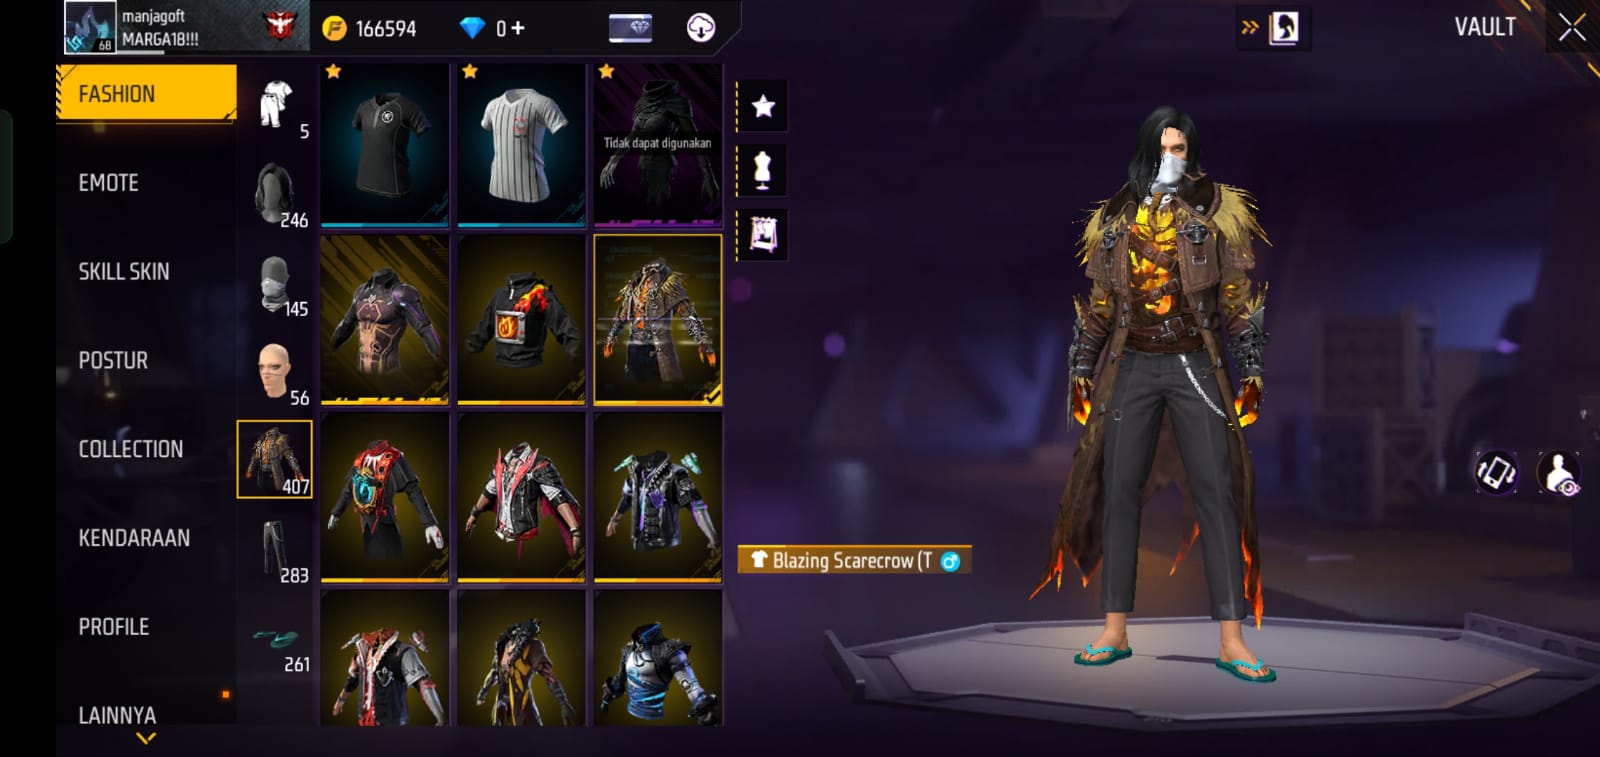 manjagoft
MARGA18!!!
68
166594
0 +
VAULT
FASHION
EMOTE
SKILL SKIN
POSTUR
COLLECTION
KENDARAAN
PROFILE
LAINNYA
5
246
145
56
407
283
261
Tidak dapat digunakan
Blazing Scarecrow (T